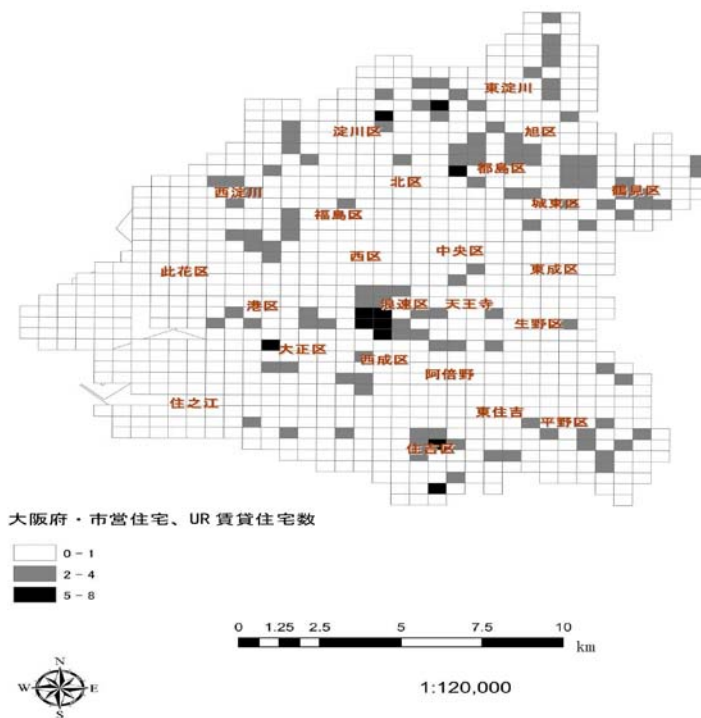 東淀川
淀川区
旭区
都島区
北区
鶴見区
西淀川
城東区
福島区
中央区
西区
東成区
此花区
港区
浪速区
天王寺
生野区
大正区
西成区
阿倍野
住之江
東住吉
平野区
住吉区
大阪府・市営住宅、UR賃貸住宅数
0-1
2-4
5-8
0 1.25 2.5 5 7.5 10
km
N
W E
S
1:120,000